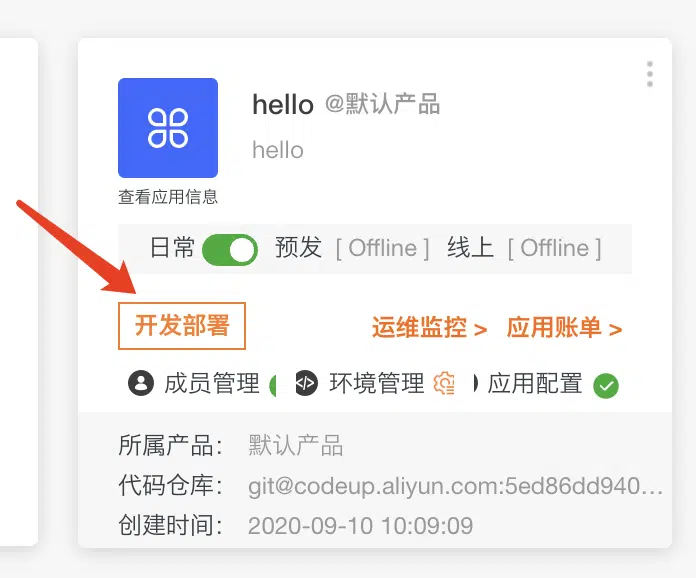 hello @默认产品
hello
查看应用信息
日常 预发 [ Offline ] 线上 [ Offline ]
开发部署 运维监控 > 应用账单 >
成员管理 环境管理 应用配置
所属产品： 默认产品
代码仓库： git@codeup.aliyun.com:5ed86dd940...
创建时间： 2020-09-10 10:09:09